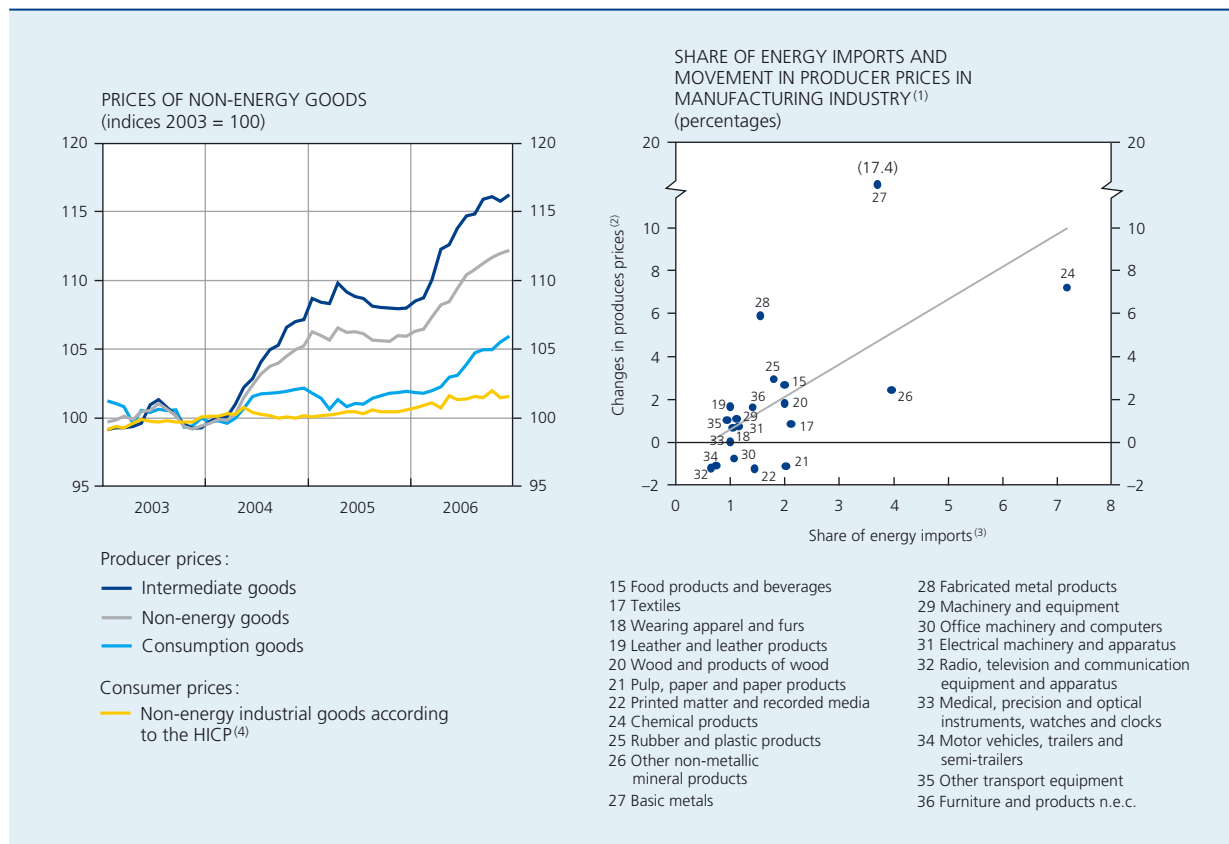 PRICES OF NON-ENERGY GOODS
(indices 2003 = 100)
120
120
115
115
110
110
105
105
100
100
95
95
2003
2004
2005
2006
Producer prices :
Intermediate goods
Non-energy goods
Consumption goods
Consumer prices :
Non-energy industrial goods according
to the HICP (4)
SHARE OF ENERGY IMPORTS AND
MOVEMENT IN PRODUCER PRICES IN
MANUFACTURING INDUSTRY (1)
(percentages)
Changes in produces prices (2)
20
20
10
10
8
8
6
6
4
4
2
2
0
0
–2
–2
(17.4)
27
24
28
25
15
26
36
20
19
29
17
35
31
33
18
34
30
21
32
22
0
1
2
3
4
5
6
7
8
Share of energy imports (3)
15 Food products and beverages
17 Textiles
18 Wearing apparel and furs
19 Leather and leather products
20 Wood and products of wood
21 Pulp, paper and paper products
22 Printed matter and recorded media
24 Chemical products
25 Rubber and plastic products
26 Other non-metallic
mineral products
27 Basic metals
28 Fabricated metal products
29 Machinery and equipment
30 Office machinery and computers
31 Electrical machinery and apparatus
32 Radio, television and communication
equipment and apparatus
33 Medical, precision and optical
instruments, watches and clocks
34 Motor vehicles, trailers and
semi-trailers
35 Other transport equipment
36 Furniture and products n.e.c.